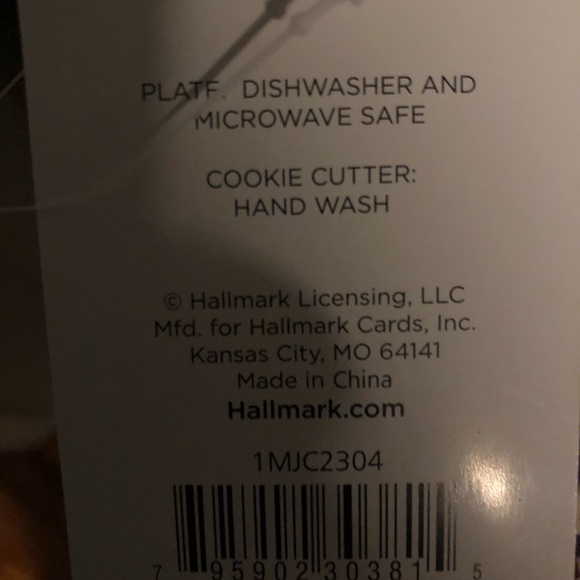 PLATE: DISHWASHER AND
MICROWAVE SAFE
COOKIE CUTTER:
HAND WASH
© Hallmark Licensing, LLC
Mfd. for Hallmark Cards, Inc.
Kansas City, MO 64141
Made in China
Hallmark.com
1MJC2304
7 95902 30381 5